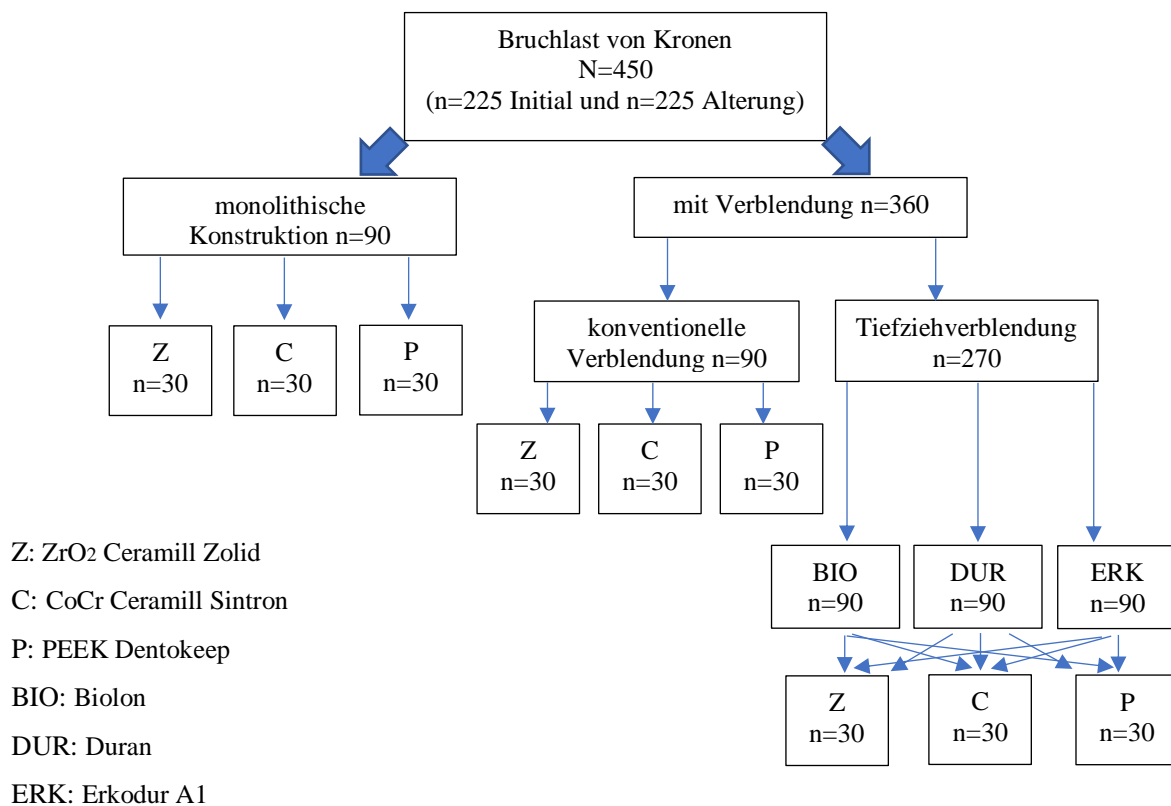 Bruchlast von Kronen
N=450
(n=225 Initial und n=225 Alterung)
monolithische
Konstruktion n=90
mit Verblendung n=360
Z
n=30
C
n=30
P
n=30
konventionelle
Verblendung n=90
Tiefziehverblendung
n=270
Z
n=30
C
n=30
P
n=30
BIO
n=90
DUR
n=90
ERK
n=90
Z
n=30
C
n=30
P
n=30
Z: ZrO2 Ceramill Zolid
C: CoCr Ceramill Sintron
P: PEEK Dentokeep
BIO: Biolon
DUR: Duran
ERK: Erkodur A1